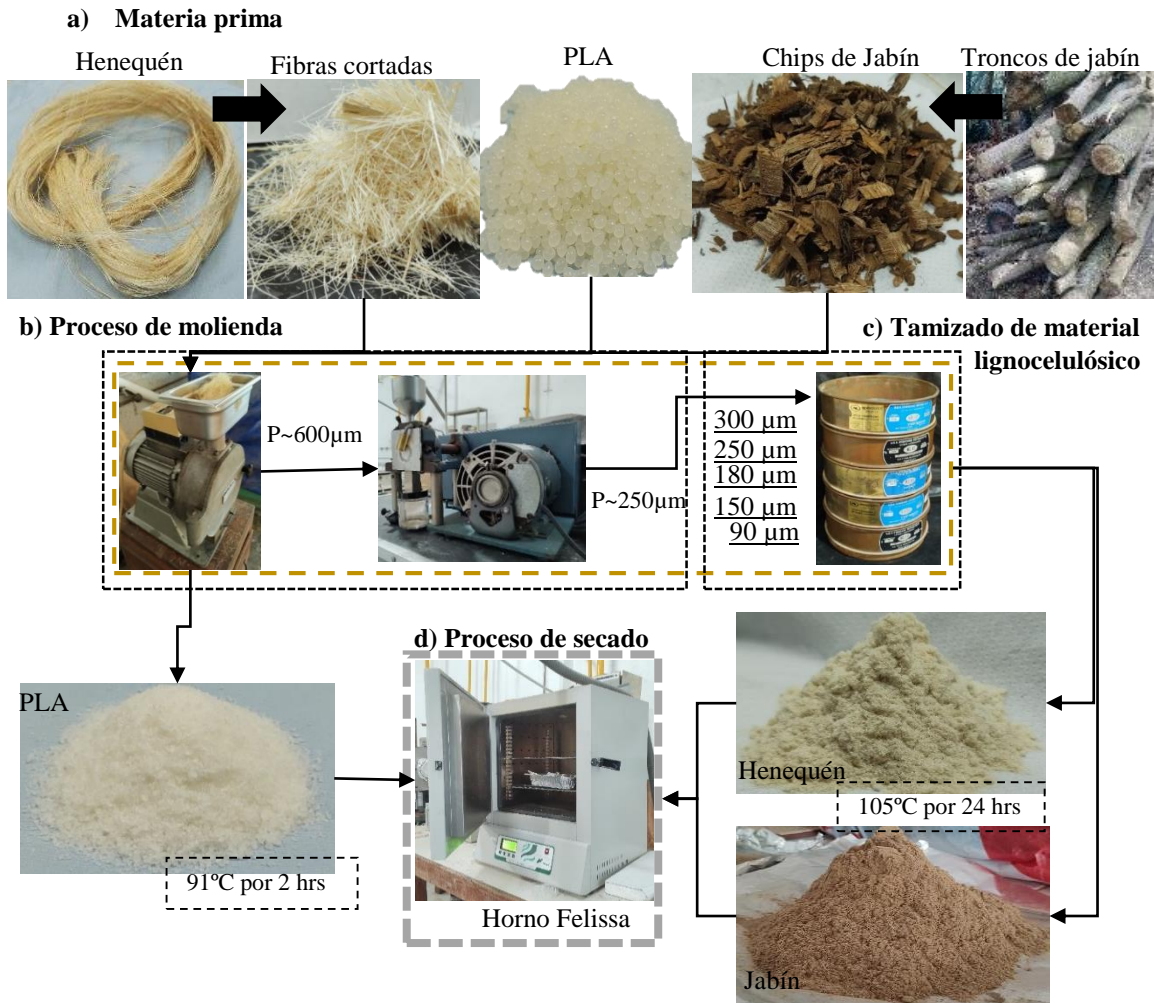 a) Materia prima
Henequén
Fibras cortadas
PLA
Chips de Jabín
Troncos de jabín
b) Proceso de molienda
c) Tamizado de material
lignocelulósico
P~600µm
P~250µm
300 µm
250 µm
180 µm
150 µm
90 µm
d) Proceso de secado
PLA
91ºC por 2 hrs
Horno Felissa
Henequén
105ºC por 24 hrs
Jabín